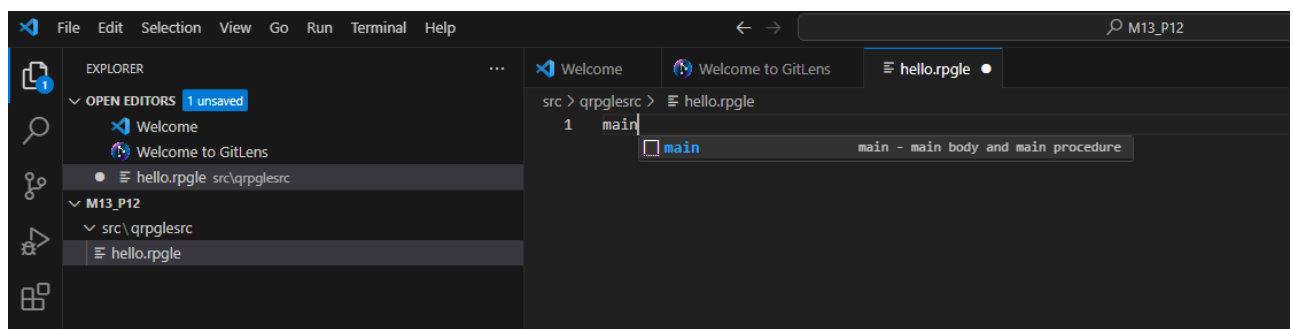 File Edit Selection View Go Run Terminal Help
M13_P12
EXPLORER
1
OPEN EDITORS 1 unsaved
Welcome
Welcome to GitLens
hello.rpgle src\qrpglesrc
M13_P12
src\qrpglesrc
hello.rpgle
Welcome Welcome to GitLens hello.rpgle
src > qrpglesrc > hello.rpgle
1 main
main main - main body and main procedure